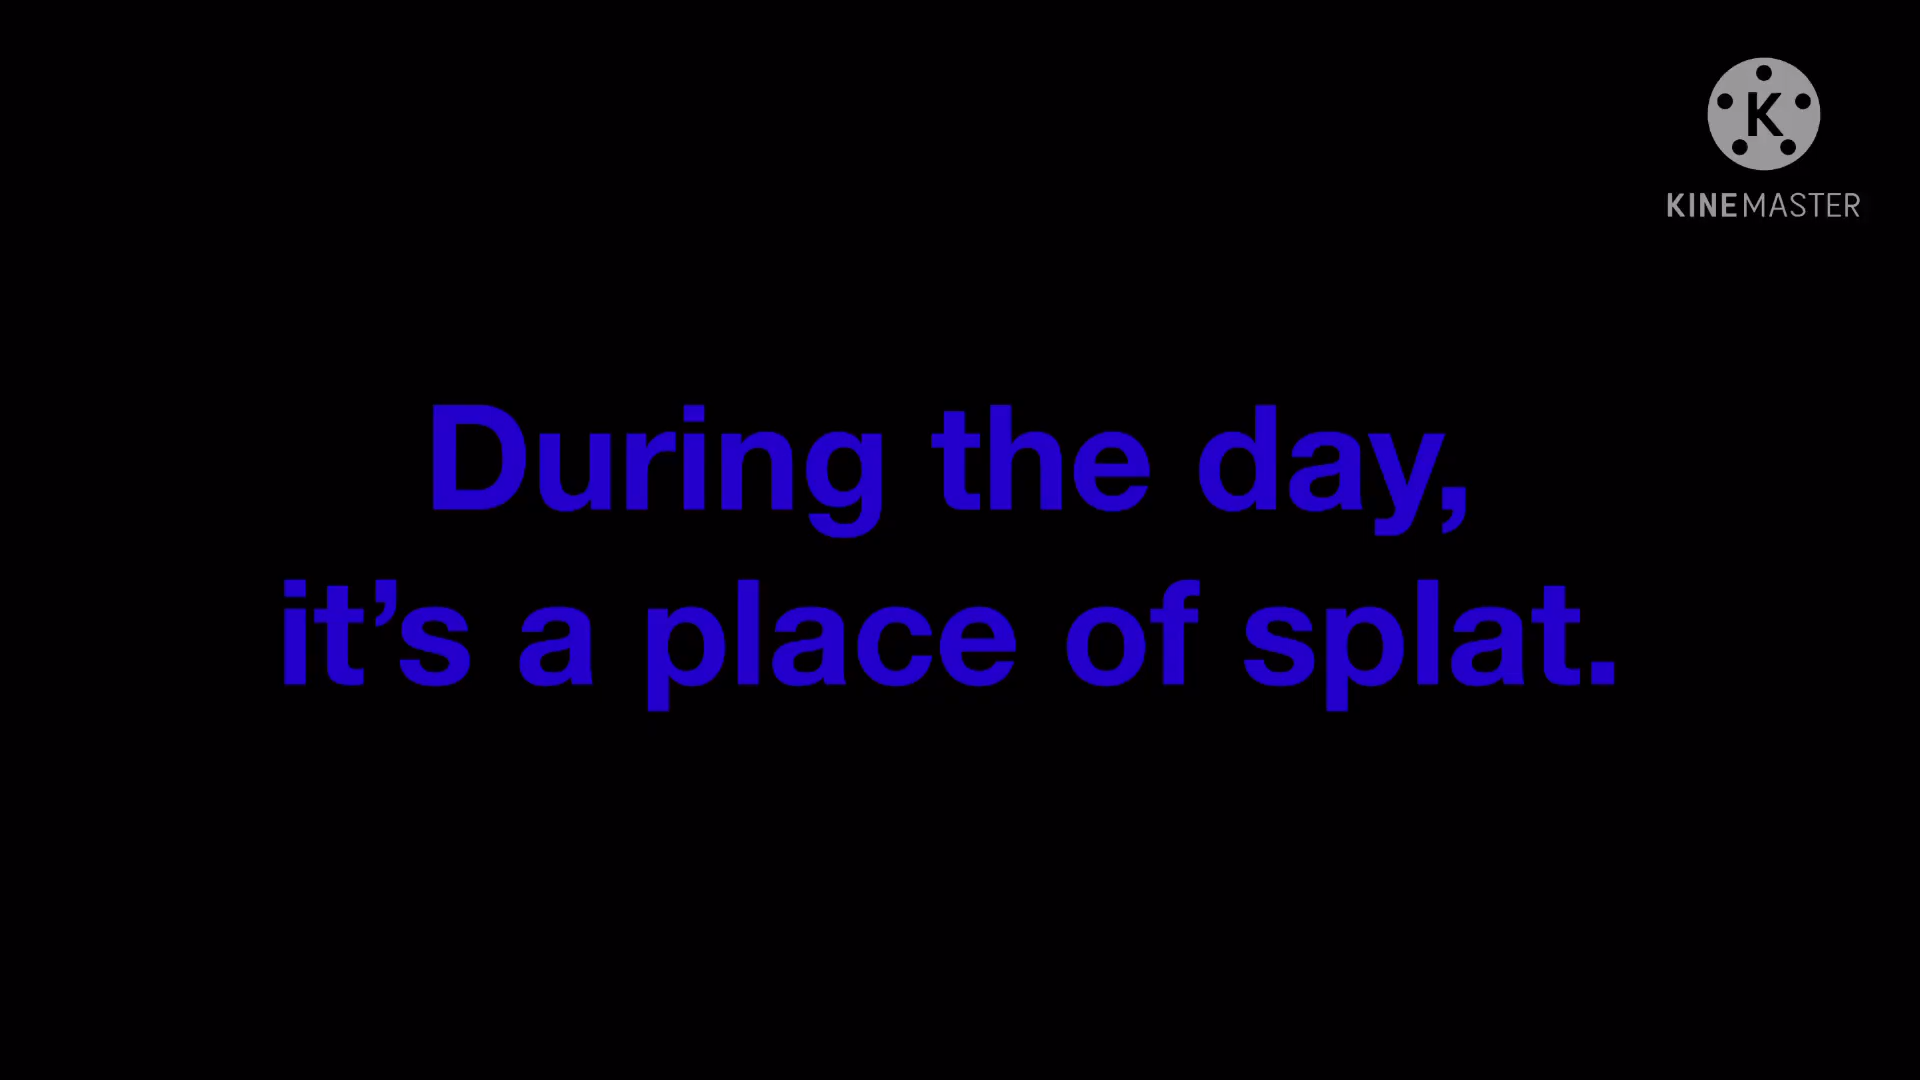 K
KINEMASTER
During the day,
it’s a place of splat.